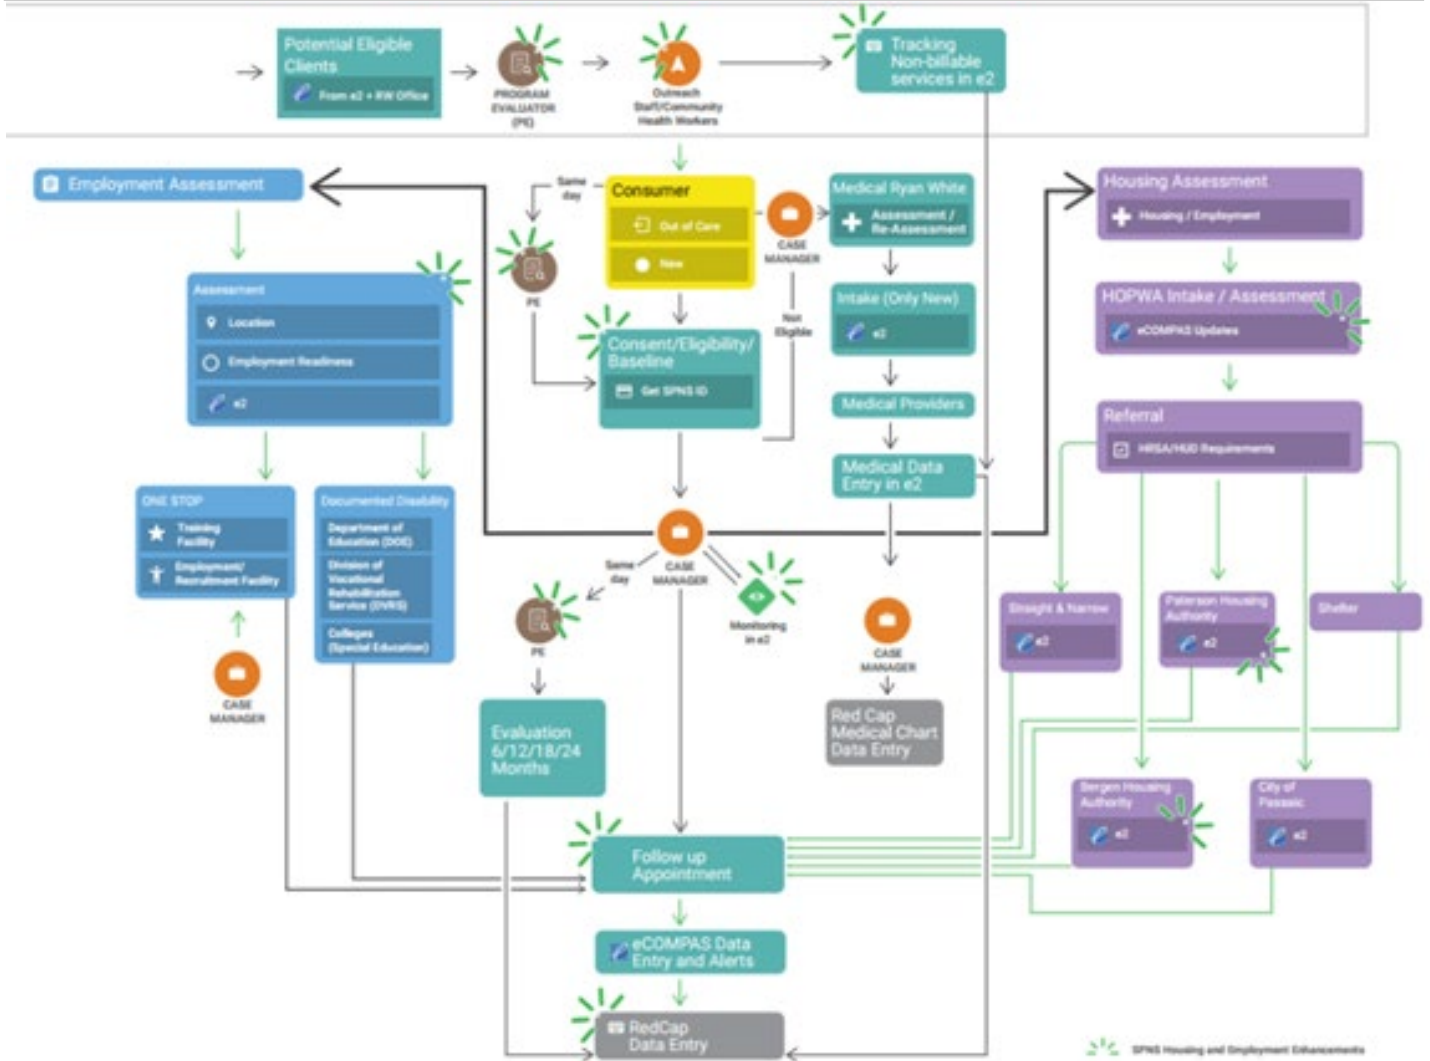 Potential Eligible
Clients
From e2 + RW Office
PROGRAM
EVALUATOR
(PE)
Outreach
Staff/Community
Health Workers
Tracking
Non-billable
services in e2
Employment Assessment
Same
day
Consumer
Out of Care
New
CASE
MANAGER
Medical Ryan White
Assessment /
Re-Assessment
Housing Assessment
Housing / Employment
Assessment
Location
Employment Readiness
e2
PE
Not
Eligible
Intake (Only New)
e2
HOPWA Intake / Assessment
eCOMPAS Updates
Consent/Eligibility/
Baseline
Get SPNS ID
Medical Providers
Referral
HRSA/HUD Requirements
Medical Data
Entry in e2
ONE STOP
Training
Facility
Employment/
Recruitment Facility
Documented Disability
Department of
Education (DOE)
Division of
Vocational
Rehabilitation
Service (DVRS)
Colleges
(Special Education)
CASE
MANAGER
Same
day
CASE
MANAGER
Monitoring
in e2
PE
CASE
MANAGER
Straight & Narrow
e2
Paterson Housing
Authority
e2
Shelter
Evaluation
6/12/18/24
Months
Red Cap
Medical Chart
Data Entry
Bergen Housing
Authority
e2
City of
Passaic
e2
Follow up
Appointment
eCOMPAS Data
Entry and Alerts
RedCap
Data Entry
SPNS Housing and Employment Enhancements